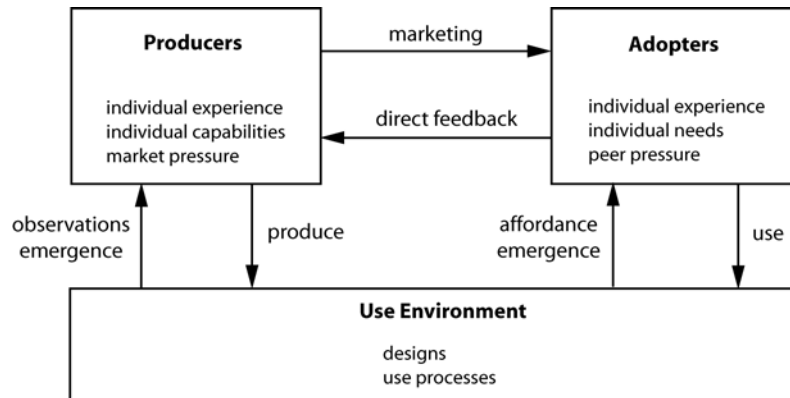 Producers
individual experience
individual capabilities
market pressure
marketing
direct feedback
Adopters
individual experience
individual needs
peer pressure
observations
emergence
produce
affordance
emergence
use
Use Environment
designs
use processes